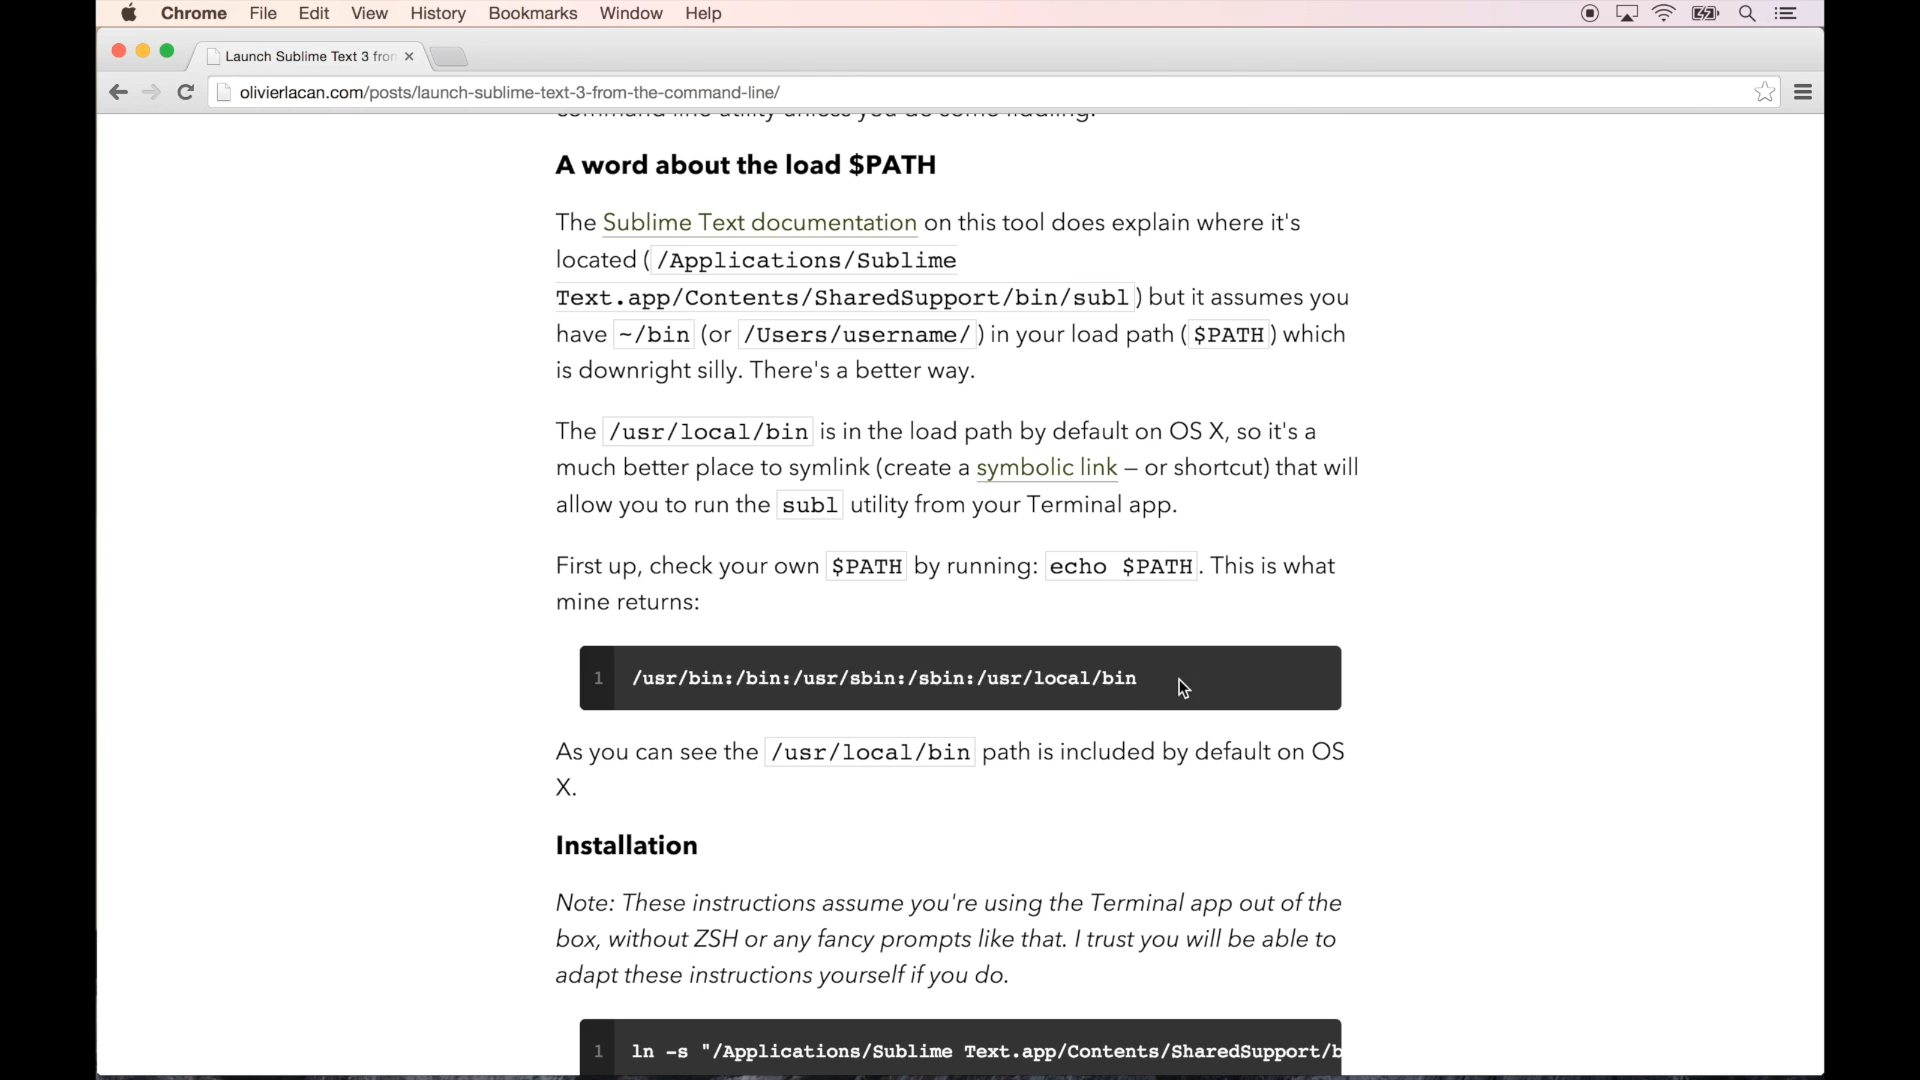 Chrome File Edit View History Bookmarks Window Help
Launch Sublime Text 3 from
olivierlacan.com/posts/launch-sublime-text-3-from-the-command-line/
command line utility unless you do some fiddling.
A word about the load $PATH
The Sublime Text documentation on this tool does explain where it's
located ( /Applications/Sublime
Text.app/Contents/SharedSupport/bin/subl ) but it assumes you
have ~/bin (or /Users/username/ ) in your load path ( $PATH ) which
is downright silly. There's a better way.
The /usr/local/bin is in the load path by default on OS X, so it's a
much better place to symlink (create a symbolic link – or shortcut) that will
allow you to run the subl utility from your Terminal app.
First up, check your own $PATH by running: echo $PATH . This is what
mine returns:
1 /usr/bin:/bin:/usr/sbin:/sbin:/usr/local/bin
As you can see the /usr/local/bin path is included by default on OS
X.
Installation
Note: These instructions assume you're using the Terminal app out of the
box, without ZSH or any fancy prompts like that. I trust you will be able to
adapt these instructions yourself if you do.
1 ln -s "/Applications/Sublime Text.app/Contents/SharedSupport/b